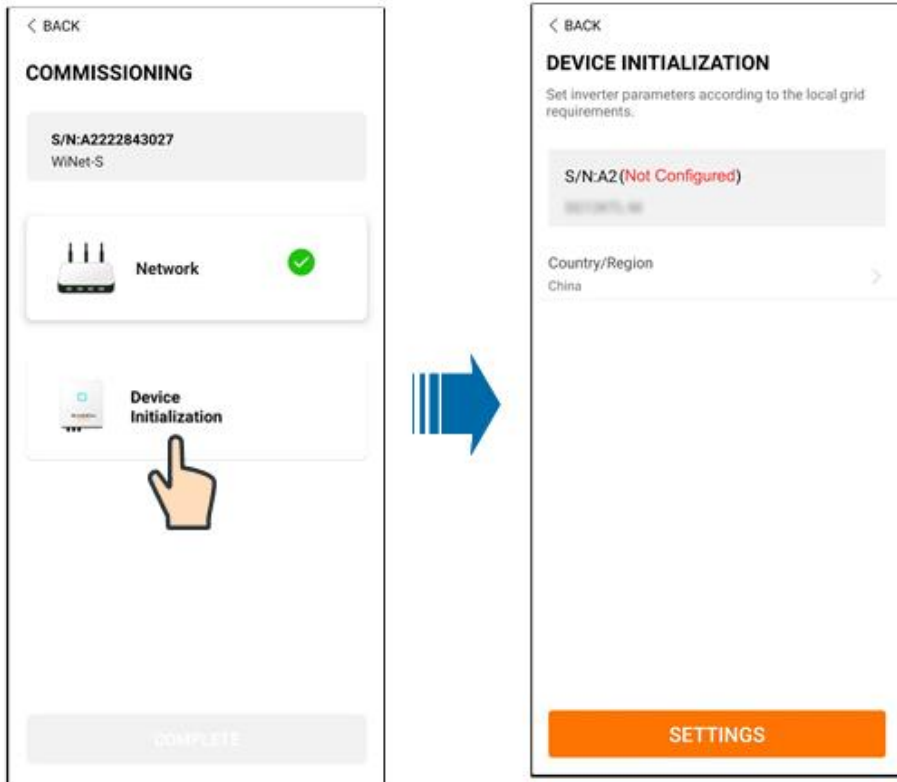 < BACK
COMMISSIONING
S/N:A2222843027
WiNet-S
Network
Device
Initialization
COMPLETE
< BACK
DEVICE INITIALIZATION
Set inverter parameters according to the local grid
requirements.
S/N:A2(Not Configured)
Country/Region
China
SETTINGS